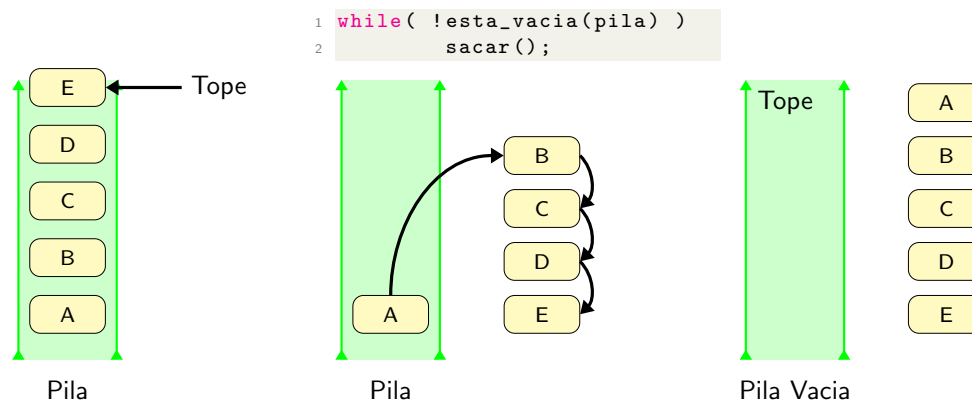 1 while( !esta_vacia(pila) )
2 sacar();
E
Tope
D
C
B
A
Pila
B
C
D
E
A
Pila
Tope
A
B
C
D
E
Pila Vacia